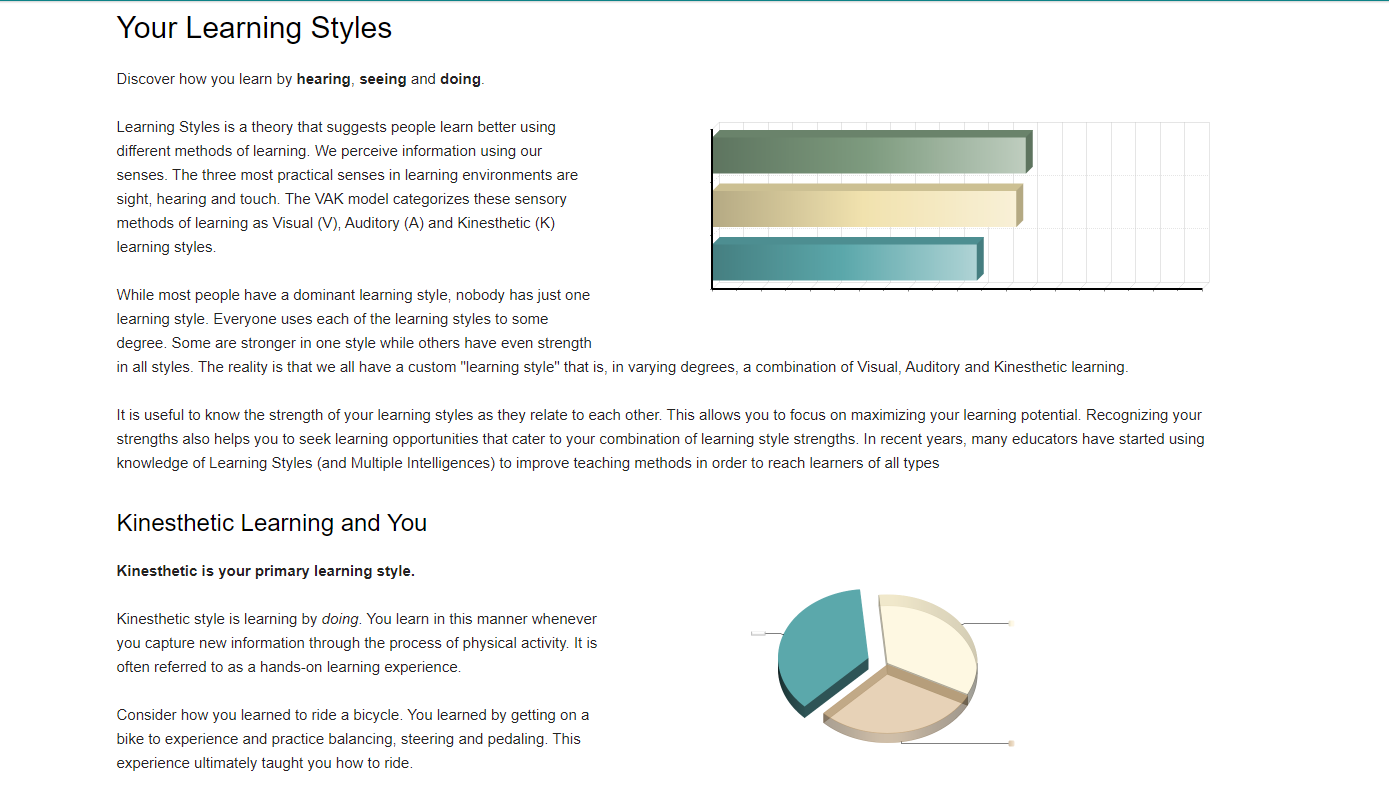 Your Learning Styles
Discover how you learn by hearing, seeing and doing.
Learning Styles is a theory that suggests people learn better using
different methods of learning. We perceive information using our
senses. The three most practical senses in learning environments are
sight, hearing and touch. The VAK model categorizes these sensory
methods of learning as Visual (V), Auditory (A) and Kinesthetic (K)
learning styles.
While most people have a dominant learning style, nobody has just one
learning style. Everyone uses each of the learning styles to some
degree. Some are stronger in one style while others have even strength
in all styles. The reality is that we all have a custom "learning style" that is, in varying degrees, a combination of Visual, Auditory and Kinesthetic learning.
It is useful to know the strength of your learning styles as they relate to each other. This allows you to focus on maximizing your learning potential. Recognizing your
strengths also helps you to seek learning opportunities that cater to your combination of learning style strengths. In recent years, many educators have started using
knowledge of Learning Styles (and Multiple Intelligences) to improve teaching methods in order to reach learners of all types
Kinesthetic Learning and You
Kinesthetic is your primary learning style.
Kinesthetic style is learning by doing. You learn in this manner whenever
you capture new information through the process of physical activity. It is
often referred to as a hands-on learning experience.
Consider how you learned to ride a bicycle. You learned by getting on a
bike to experience and practice balancing, steering and pedaling. This
experience ultimately taught you how to ride.